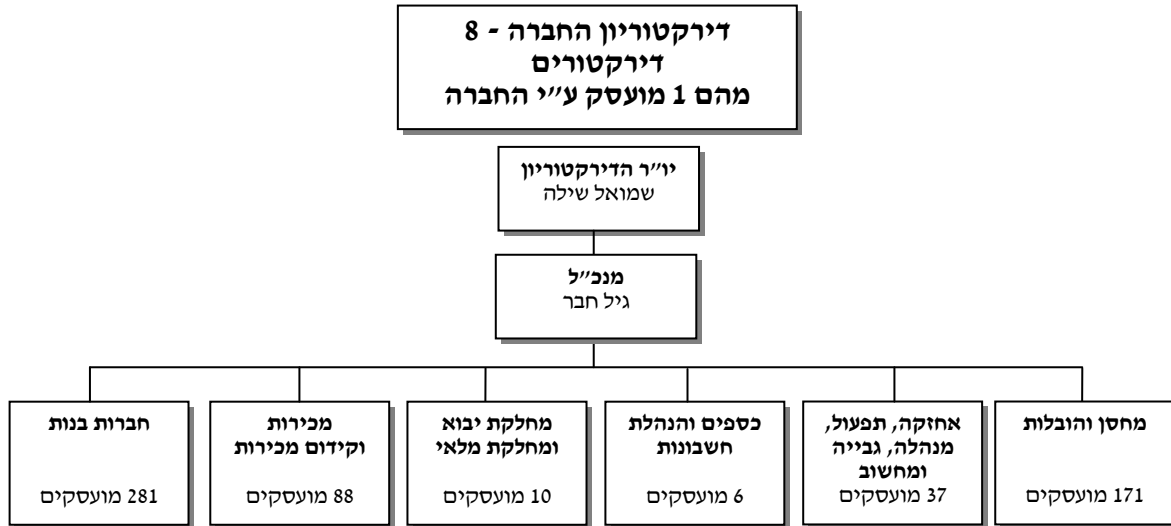 דירקטוריון החברה - 8
דירקטורים
מהם 1 מועסק ע״י החברה
יו״ר הדירקטוריון
שמואל שילה
מנכ״ל
גיל חבר
מחסן והובלות
171 מועסקים
אחזקה, תפעול,
מנהלה, גבייה
ומחשוב
37 מועסקים
כספים והנהלת
חשבונות
6 מועסקים
מחלקת יבוא
ומחלקת מלאי
10 מועסקים
מכירות
וקידום מכירות
88 מועסקים
חברות בנות
281 מועסקים